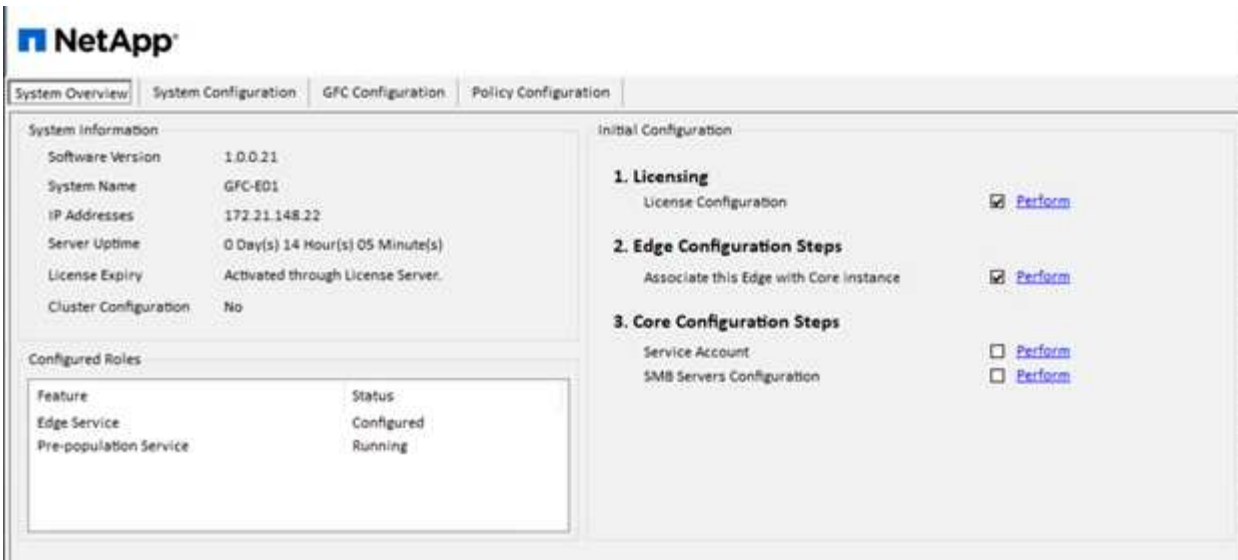 NetApp
System Overview System Configuration GFC Configuration Policy Configuration
System Information
Software Version 1.0.0.21
System Name GFC-E01
IP Addresses 172.21.148.22
Server Uptime 0 Day(s) 14 Hour(s) 05 Minute(s)
License Expiry Activated through License Server.
Cluster Configuration No
Configured Roles
Feature Status
Edge Service Configured
Pre-population Service Running
Initial Configuration
1. Licensing
License Configuration Perform
2. Edge Configuration Steps
Associate this Edge with Core instance Perform
3. Core Configuration Steps
Service Account Perform
SMB Servers Configuration Perform